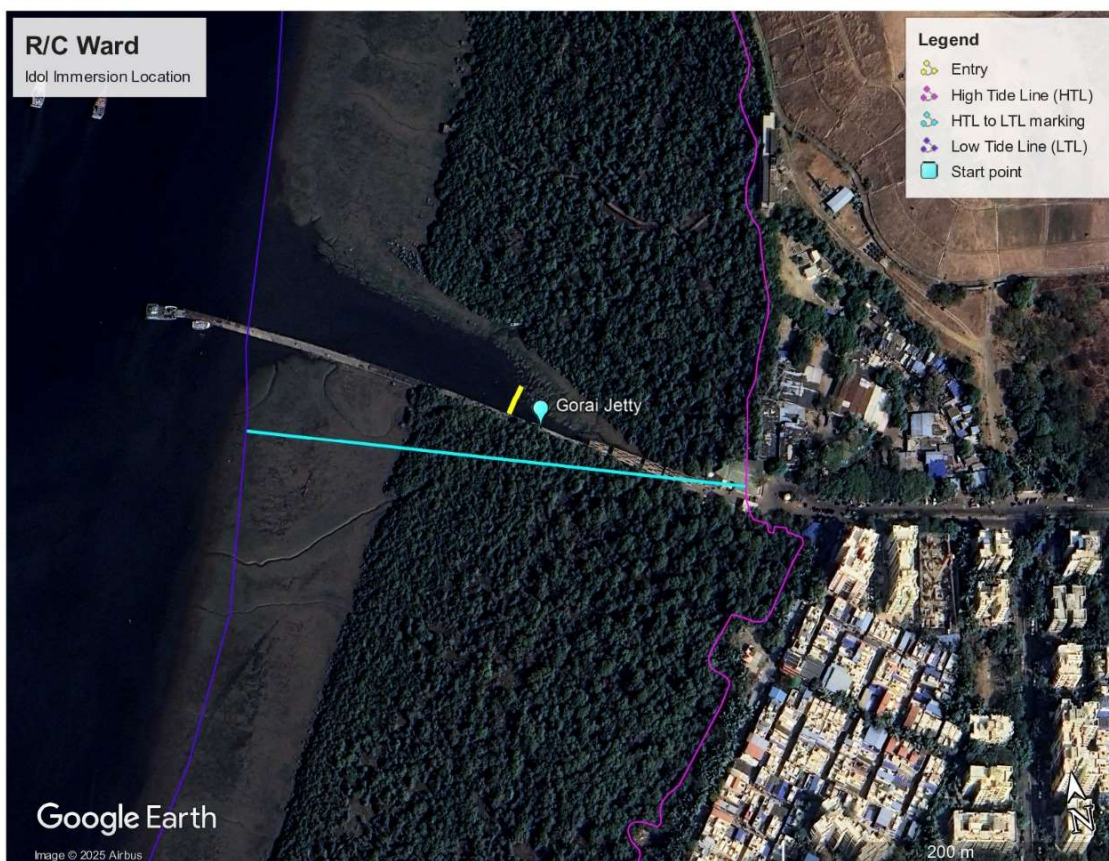 R/C Ward
Idol Immersion Location
Legend
Entry
High Tide Line (HTL)
HTL to LTL marking
Low Tide Line (LTL)
Start point
Gorai Jetty
Google Earth
Image © 2025 Airbus
200 m
N